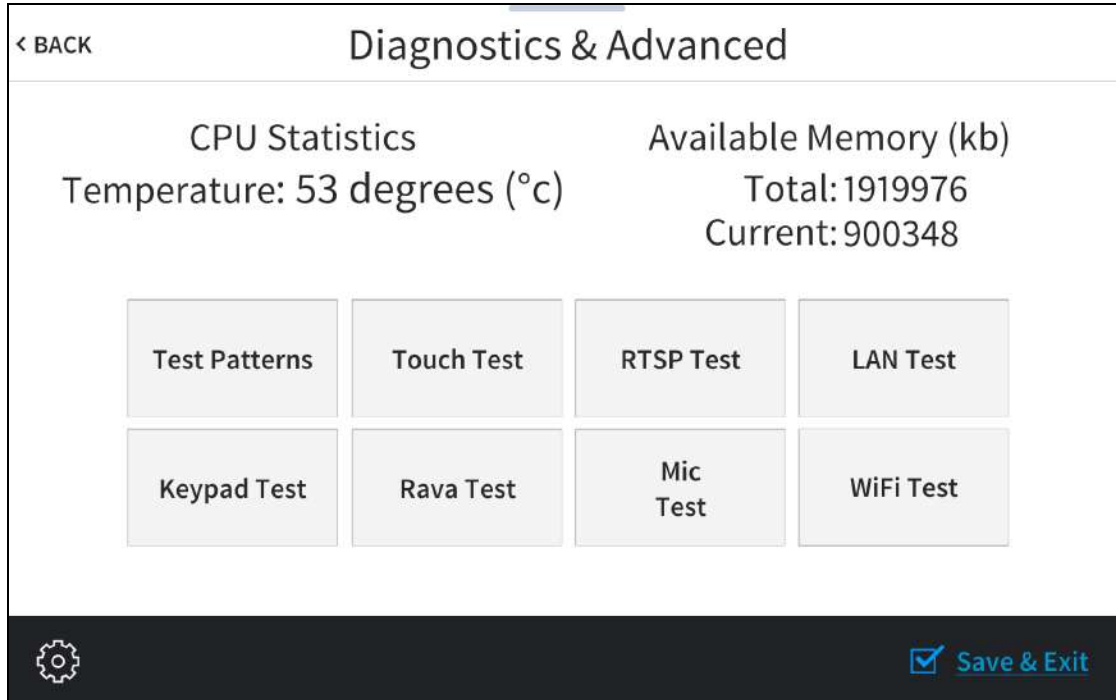 < BACK
Diagnostics & Advanced
CPU Statistics
Temperature: 53 degrees (°c)
Available Memory (kb)
Total: 1919976
Current: 900348
Test Patterns
Touch Test
RTSP Test
LAN Test
Keypad Test
Rava Test
Mic
Test
WiFi Test
Save & Exit